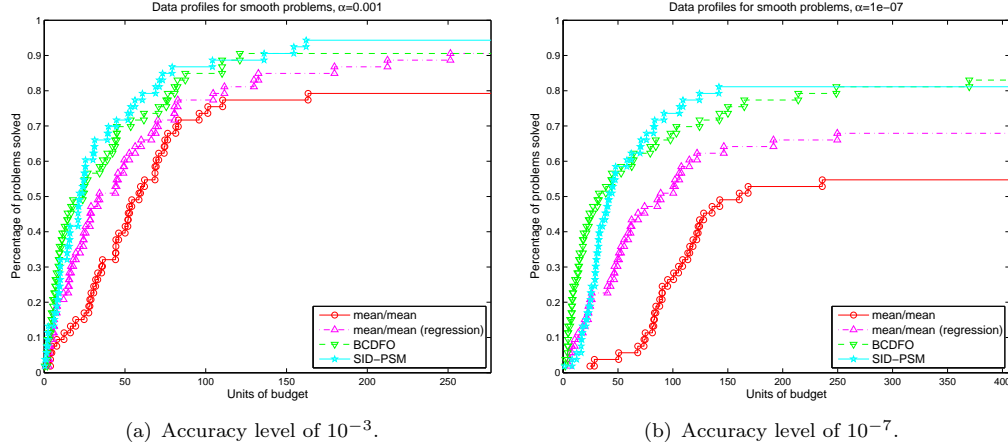 Data profiles for smooth problems, α=0.001
Percentage of problems solved
1
0.9
0.8
0.7
0.6
0.5
0.4
0.3
0.2
0.1
0
mean/mean
mean/mean (regression)
BCDFO
SID−PSM
0 50 100 150 200 250
Units of budget
(a) Accuracy level of 10−3.
Data profiles for smooth problems, α=1e−07
Percentage of problems solved
1
0.9
0.8
0.7
0.6
0.5
0.4
0.3
0.2
0.1
0
mean/mean
mean/mean (regression)
BCDFO
SID−PSM
0 50 100 150 200 250 300 350 400
Units of budget
(b) Accuracy level of 10−7.